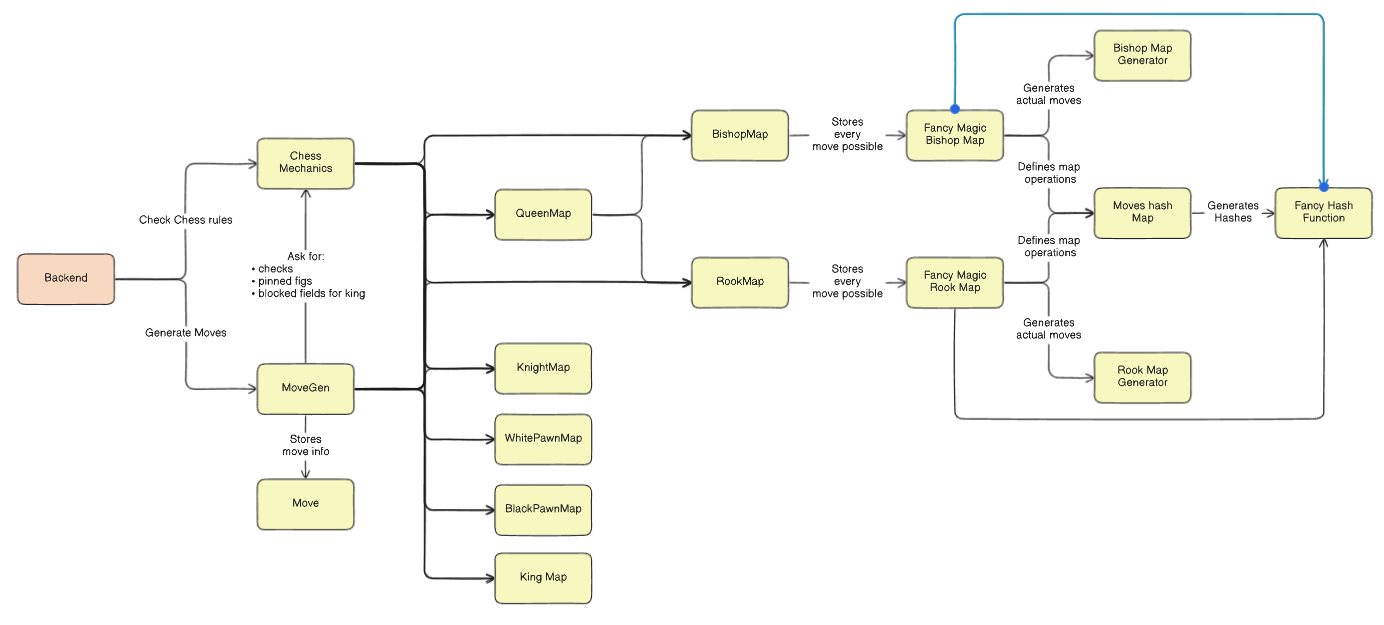 Bishop Map
Generator
Generates
actual moves
BishopMap
Stores
every
move possible
Fancy Magic
Bishop Map
Chess
Mechanics
Defines map
operations
QueenMap
Moves hash
Map
Generates
Hashes
Fancy Hash
Function
Check Chess rules
Defines map
operations
Ask for:
• checks
• pinned figs
• blocked fields for king
Backend
RookMap
Stores
every
move possible
Fancy Magic
Rook Map
Generate Moves
Generates
actual moves
KnightMap
Rook Map
Generator
MoveGen
Stores
move info
WhitePawnMap
Move
BlackPawnMap
King Map